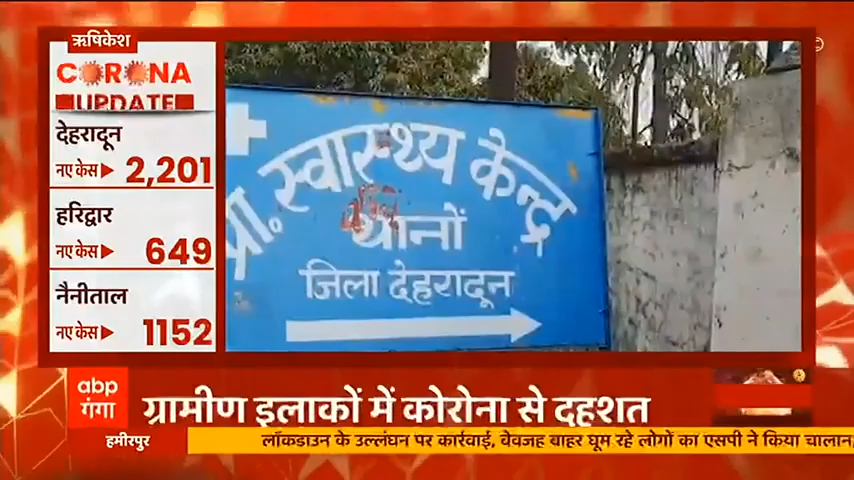 ऋषिकेश
CORONA
UPDATE
देहरादून
नए केस 2,201
हरिद्वार
नए केस 649
नैनीताल
नए केस 1152
प्रा. स्वास्थ्य केन्द्र
थानों
जिला देहरादून
abp
गंगा
ग्रामीण इलाकों में कोरोना से दहशत
हमीरपुर
लॉकडाउन के उल्लंघन पर कार्रवाई, बेवजह बाहर घूम रहे लोगों का एसपी ने किया चालान,